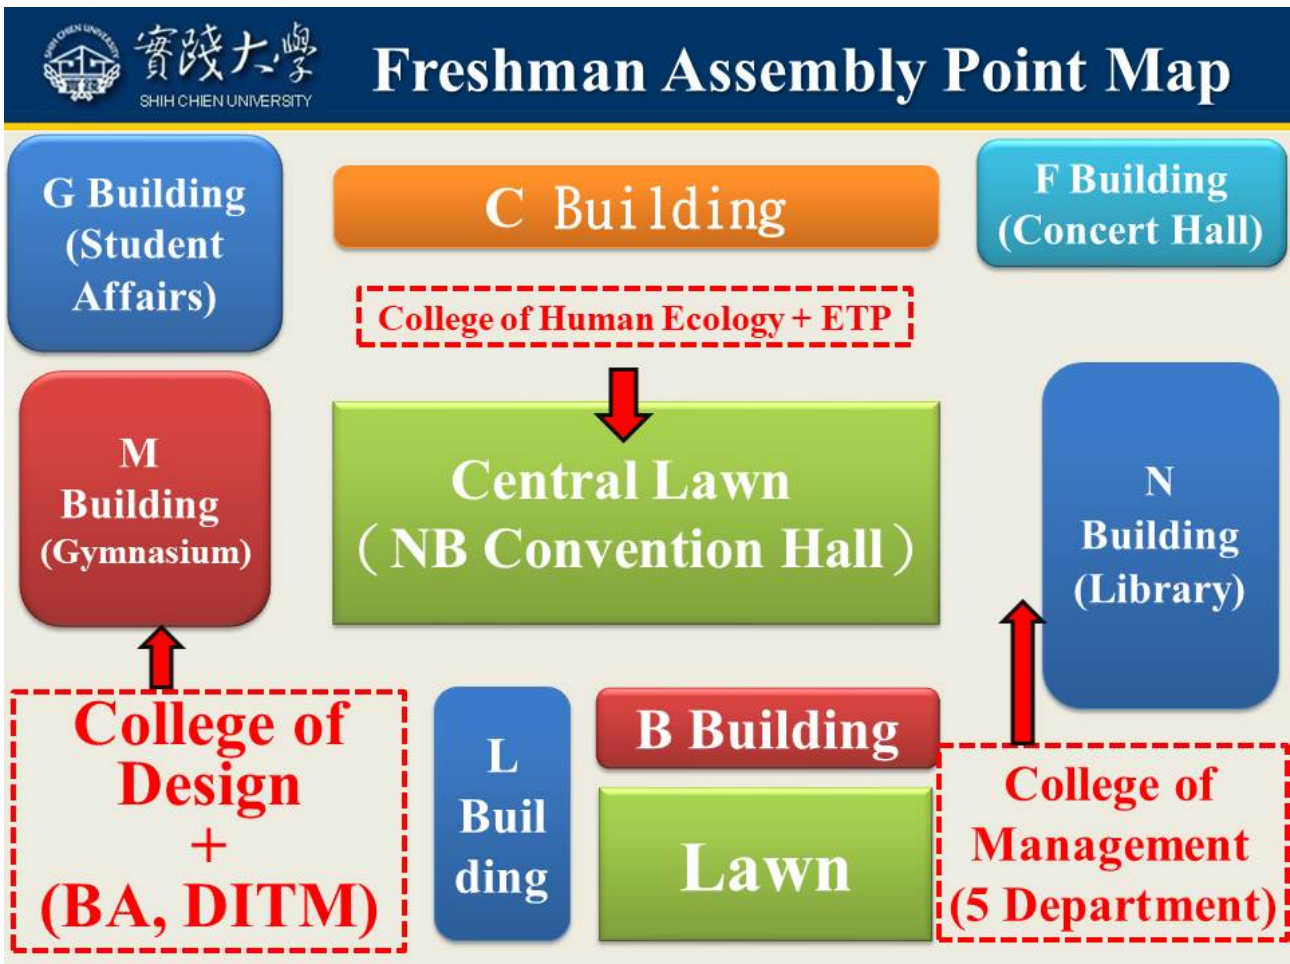 實踐大學
SHIH CHIEN UNIVERSITY
Freshman Assembly Point Map
G Building
(Student
Affairs)
C Building
F Building
(Concert Hall)
College of Human Ecology + ETP
M
Building
(Gymnasium)
Central Lawn
（NB Convention Hall）
N
Building
(Library)
College of
Design
+
(BA, DITM)
L
Buil
ding
B Building
Lawn
College of
Management
(5 Department)